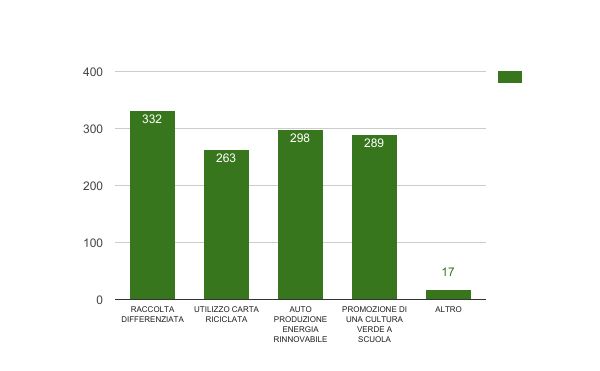 400
300
200
100
0
332
263
298
289
17
RACCOLTA
DIFFERENZIATA
UTILIZZO CARTA
RICICLATA
AUTO
PRODUZIONE
ENERGIA
RINNOVABILE
PROMOZIONE DI
UNA CULTURA
VERDE A
SCUOLA
ALTRO